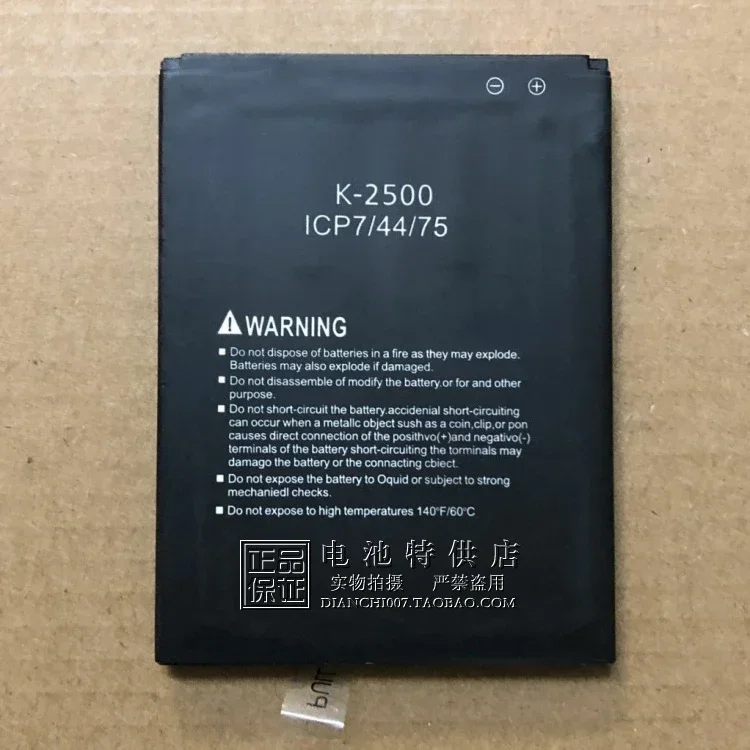 ⊖ ⊕
K-2500
ICP7/44/75
WARNING
Do not dispose of batteries in a fire as they may explode.
Batteries may also explode if damaged.
Do not disassemble of modify the battery.or for and other
purpose.
Do not short-circuit the battery.accidenial short-circuiting
can occur when a metallc object sush as a coin,clip,or pon
causes direct connection of the posithvo(+)and negativo(-)
terminals of the battery short-circuiting the torminals may
damago the battery or the connacting cbiect.
Do not expose the battery to Oquid or subject to strong
mechaniedl checks.
Do not expose to high temperatures 140°F/60°C
正品
保证
电池特供店
实物拍摄 严禁盗用
DIANCHI007.TAOBAO.COM